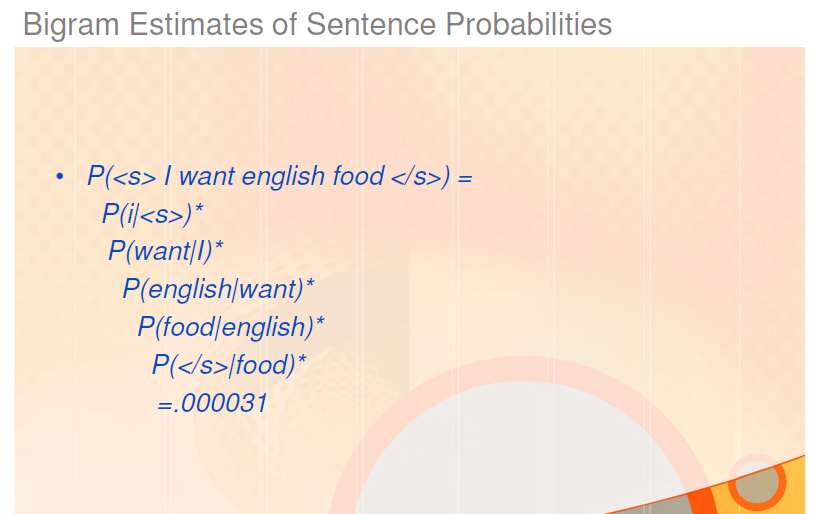 Bigram Estimates of Sentence Probabilities
• P(<s> I want english food </s>) =
P(i|<s>)*
P(want|I)*
P(english|want)*
P(food|english)*
P(</s>|food)*
=.000031